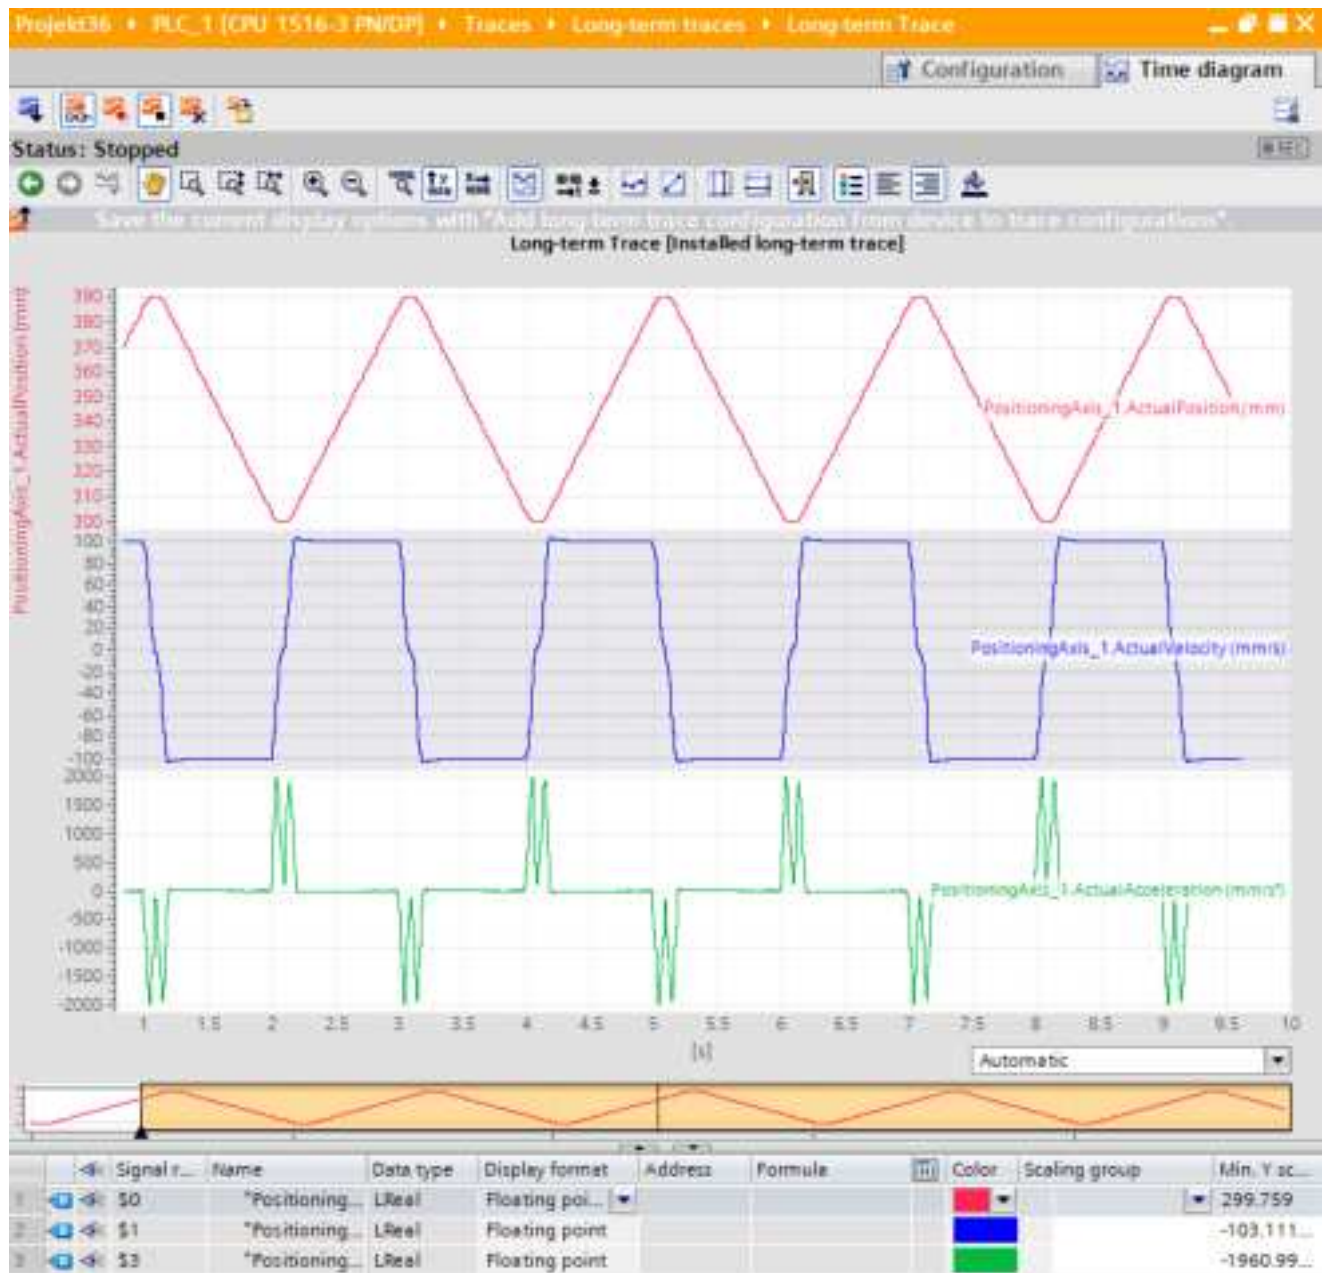 Projekt36 ‣ PLC_1 [CPU 1516-3 PN/DP] ‣ Traces ‣ Long-term traces ‣ Long-term Trace
Configuration
Time diagram
Status: Stopped
REC
Save the current display options with "Add long-term trace configuration from device to trace configurations".
Long-term Trace [Installed long-term trace]
PositioningAxis_1.ActualPosition (mm)
390
380
370
360
350
340
330
320
310
300
PositioningAxis_1.ActualPosition (mm)
100
80
60
40
20
0
-20
-40
-60
-80
-100
PositioningAxis_1.ActualVelocity (mm/s)
2000
1500
1000
500
0
-500
-1000
-1500
-2000
PositioningAxis_1.ActualAcceleration (mm/s²)
1 1.5 2 2.5 3 3.5 4 4.5 5 5.5 6 6.5 7 7.5 8 8.5 9 9.5 10
[s]
Automatic
Signal r... Name Data type Display format Address Formula Color Scaling group Min. Y sc...
1 $0 "Positioning... LReal Floating poi... 299.759
2 $1 "Positioning... LReal Floating point -103.111...
3 $3 "Positioning... LReal Floating point -1960.99...